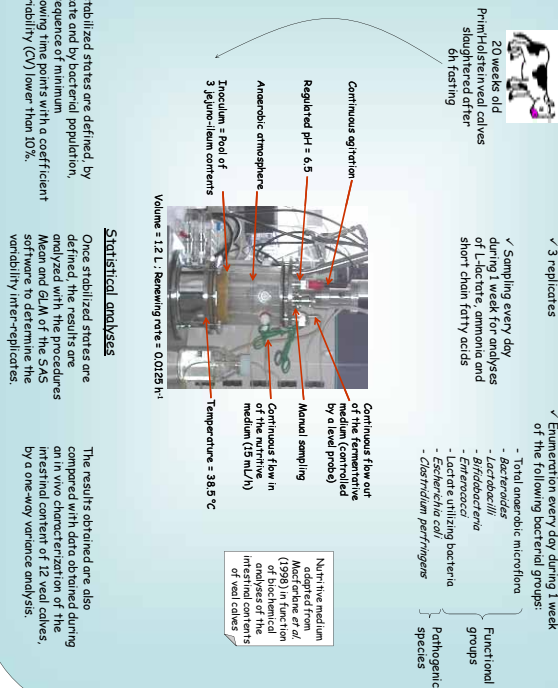 ✓ 3 replicates
✓ Enumeration every day during 1 week
of the following bacterial groups:
20 weeks old
Prim'Holstein veal calves
slaughtered after
6h fasting
✓ Sampling every day
during 1 week for analyses
of L-lactate, ammonia and
short chain fatty acids
- Total anaerobic microflora
- Bacteroides
- Lactobacilli
- Bifidobacteria
- Enterococci
- Lactate utilizing bacteria
- Escherichia coli
- Clostridium perfringens
Functional
groups
Pathogenic
species
Continuous agitation
Regulated pH = 6.5
Anaerobic atmosphere
Inoculum = Pool of
3 jejuno-ileum contents
Continuous flow out
of the fermentative
medium (controlled
by a level probe)
Manual sampling
Continuous flow in
of the nutritive
medium (15 mL/h)
Temperature = 38.5 °C
Volume = 1.2 L ; Renewing rate = 0.0125 h-1
Nutritive medium
adapted from
Macfarlane et al.
(1998) in function
of biochemical
analyses of the
intestinal contents
of veal calves
Statistical analyses
tabilized states are defined, by
ate and by bacterial population,
equence of minimum
owing time points with a coefficient
riability (CV) lower than 10%.
Once stabilized states are
defined, the results are
analyzed with the procedures
Mean and GLM of the SAS
software to determine the
variability inter-replicates.
The results obtained are also
compared with data obtained during
an in vivo characterization of the
intestinal content of 12 veal calves,
by a one-way variance analysis.